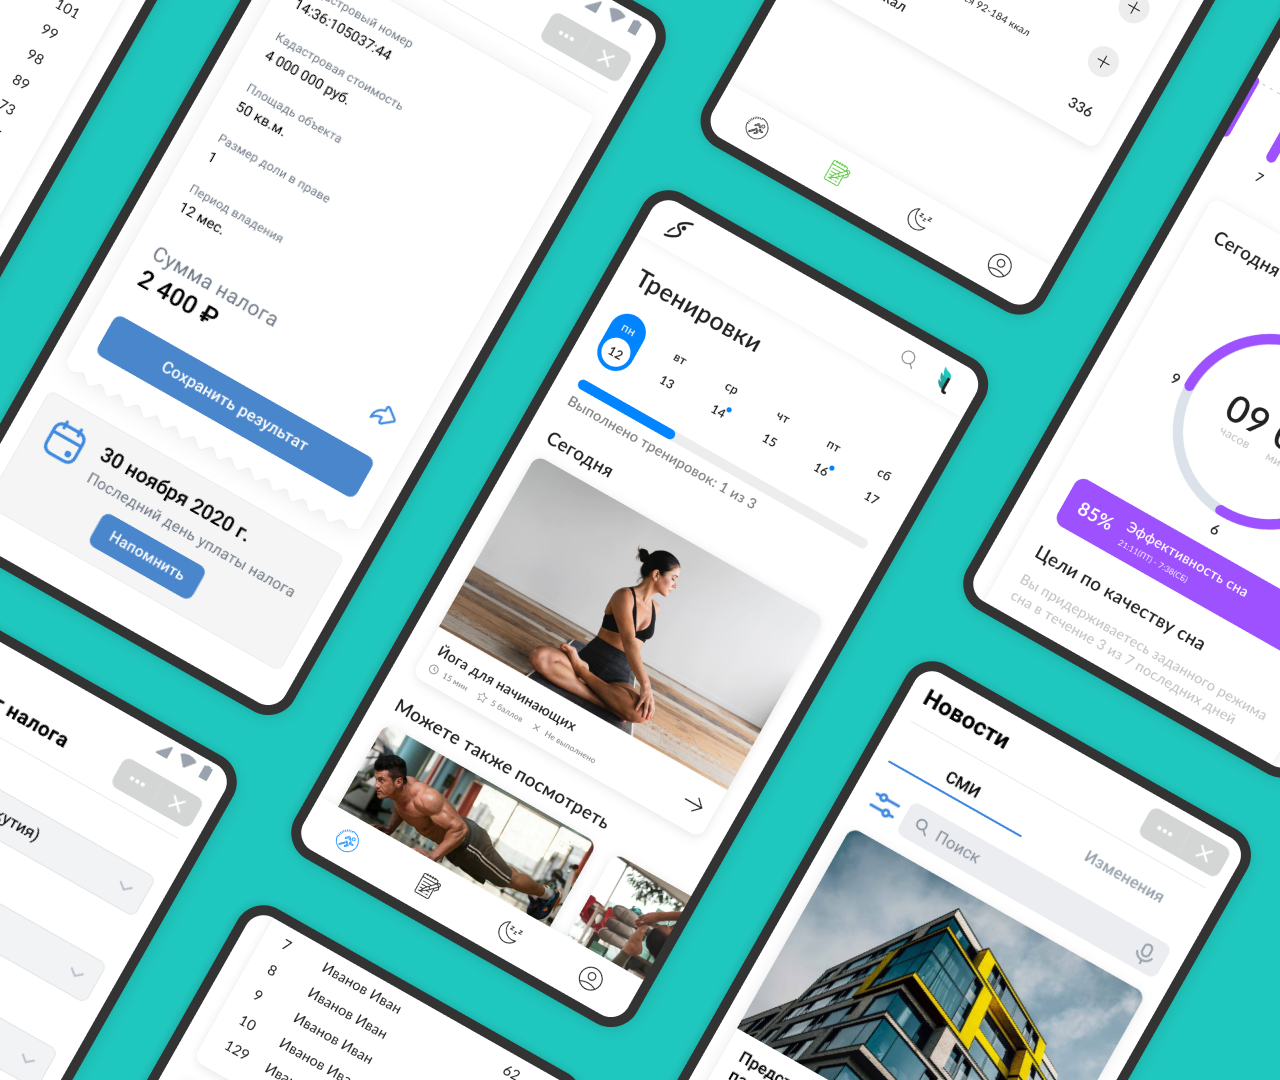 101
99
98
89
73
Кадастровый номер
14:36:105037:44
Кадастровая стоимость
4 000 000 руб.
Площадь объекта
50 кв.м.
Размер доли в праве
1
Период владения
12 мес.
Сумма налога
2 400 ₽
Сохранить результат
30 ноября 2020 г.
Последний день уплаты налога
Напомнить
92-184 ккал
336
7
Сегодня
9
09
часов
6
85%
Эффективность сна
21:11(ПТ) - 7:38(СБ)
Цели по качеству сна
Вы придерживаетесь заданного режима
сна в течение 3 из 7 последних дней
Тренировки
пн
вт
ср
чт
пт
сб
12
13
14
15
16
17
Выполнено тренировок: 1 из 3
Сегодня
Йога для начинающих
15 мин
5 баллов
Не выполнено
Можете также посмотреть
налога
7
Иванов Иван
8
Иванов Иван
9
Иванов Иван
10
Иванов Иван
129
62
Новости
СМИ
Изменения
Поиск